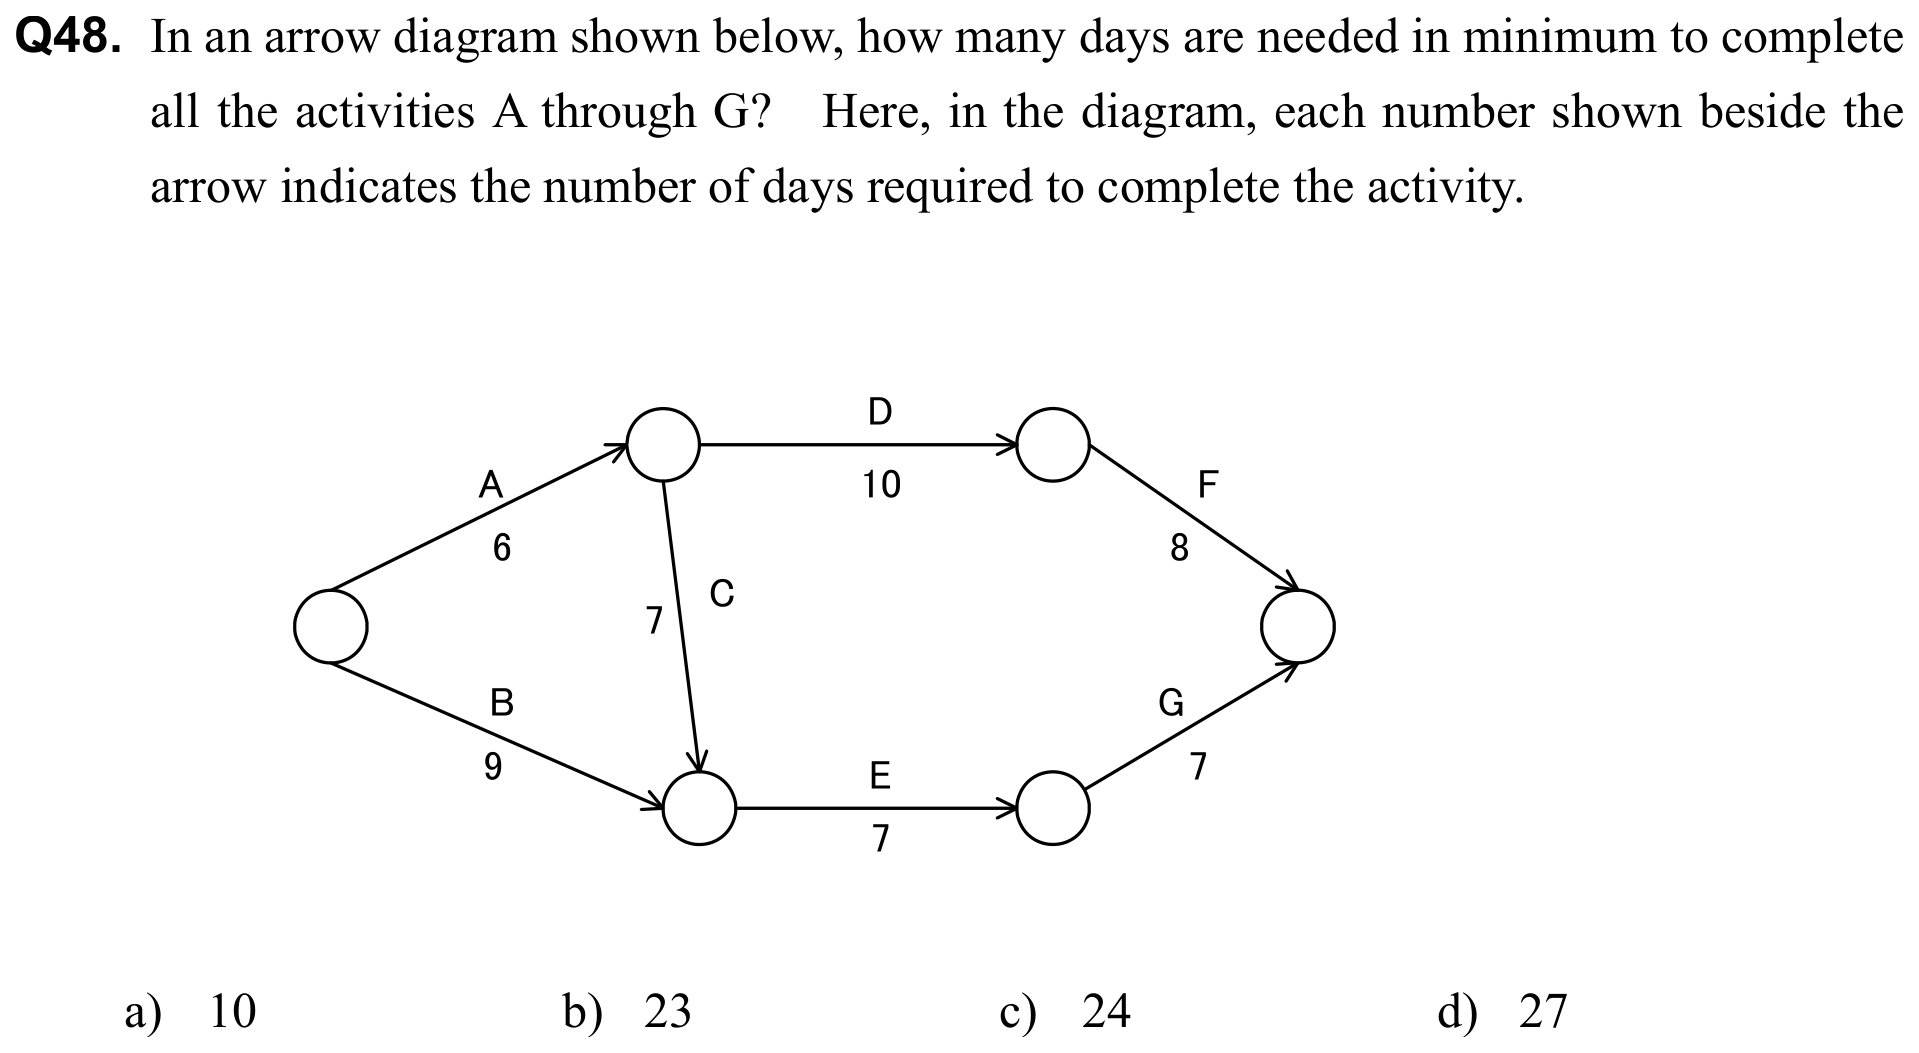 Q48. In an arrow diagram shown below, how many days are needed in minimum to complete
all the activities A through G? Here, in the diagram, each number shown beside the
arrow indicates the number of days required to complete the activity.
D
A
10
F
6
8
C
7
B
G
9
E
7
7
a) 10 b) 23 c) 24 d) 27